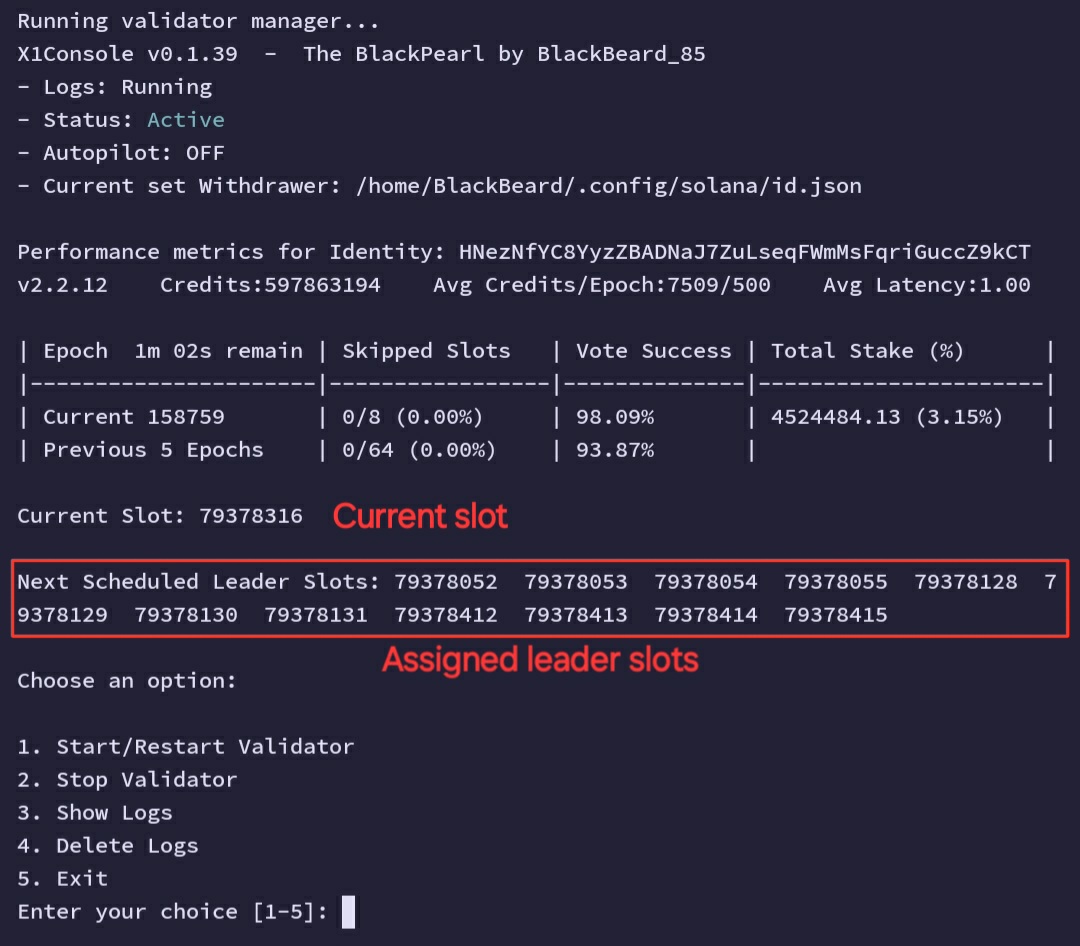 Running validator manager...
X1Console v0.1.39  -  The BlackPearl by BlackBeard_85
- Logs: Running
- Status: Active
- Autopilot: OFF
- Current set Withdrawer: /home/BlackBeard/.config/solana/id.json
Performance metrics for Identity: HNezNfYC8YyzZBADNaJ7ZuLseqFWmMsFqriGuccZ9kCT
v2.2.12    Credits:597863194    Avg Credits/Epoch:7509/500    Avg Latency:1.00
| Epoch  1m 02s remain | Skipped Slots   | Vote Success | Total Stake (%)      |
|----------------------|-----------------|--------------|----------------------|
| Current 158759       | 0/8 (0.00%)     | 98.09%       | 4524484.13 (3.15%)   |
| Previous 5 Epochs    | 0/64 (0.00%)    | 93.87%       |                      |
Current Slot: 79378316 Current slot
Next Scheduled Leader Slots: 79378052  79378053  79378054  79378055  79378128  7
9378129  79378130  79378131  79378412  79378413  79378414  79378415
Assigned leader slots
Choose an option:
1. Start/Restart Validator
2. Stop Validator
3. Show Logs
4. Delete Logs
5. Exit
Enter your choice [1-5]: